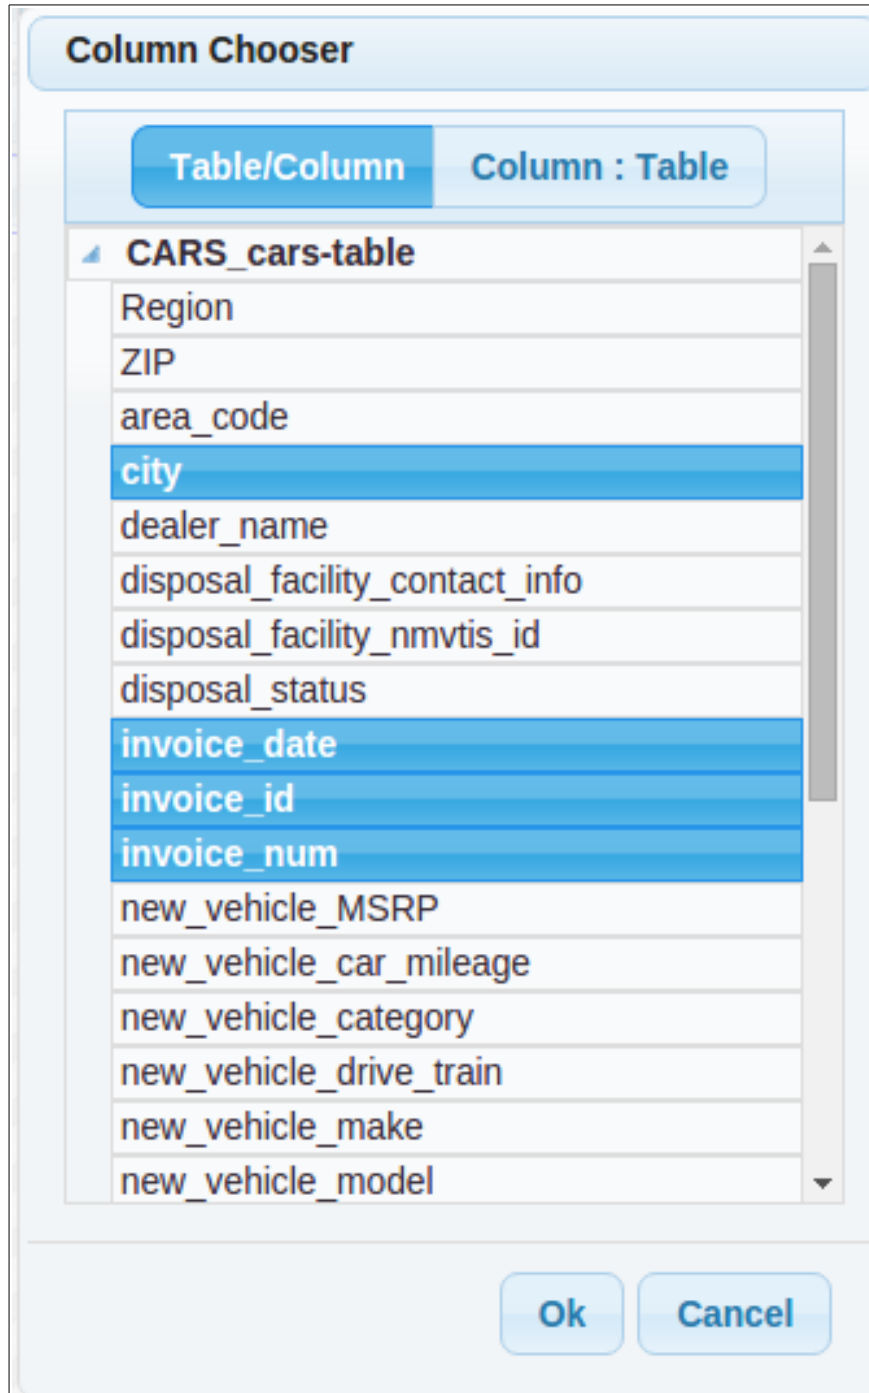 Column Chooser
Table/Column Column : Table
CARS_cars-table
Region
ZIP
area_code
city
dealer_name
disposal_facility_contact_info
disposal_facility_nmvtis_id
disposal_status
invoice_date
invoice_id
invoice_num
new_vehicle_MSRP
new_vehicle_car_mileage
new_vehicle_category
new_vehicle_drive_train
new_vehicle_make
new_vehicle_model
Ok Cancel